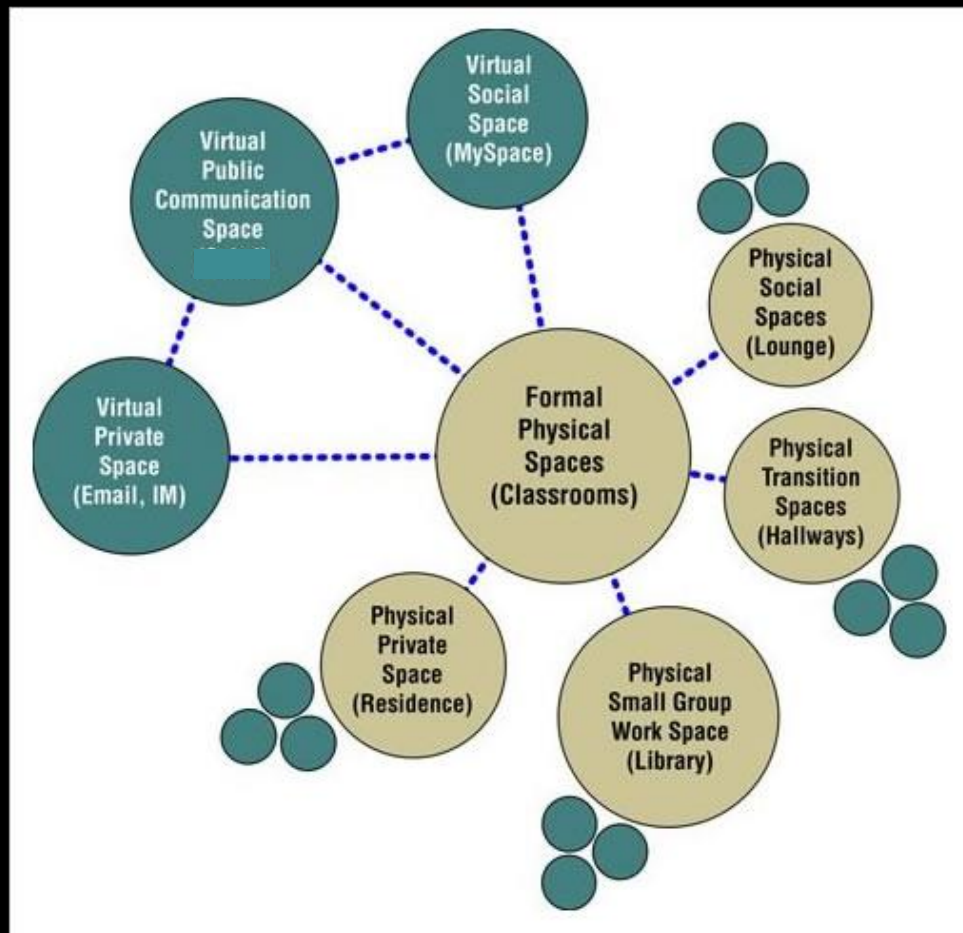 Virtual
Social
Space
(MySpace)
Virtual
Public
Communication
Space
Physical
Social
Spaces
(Lounge)
Formal
Physical
Spaces
(Classrooms)
Virtual
Private
Space
(Email, IM)
Physical
Transition
Spaces
(Hallways)
Physical
Private
Space
(Residence)
Physical
Small Group
Work Space
(Library)